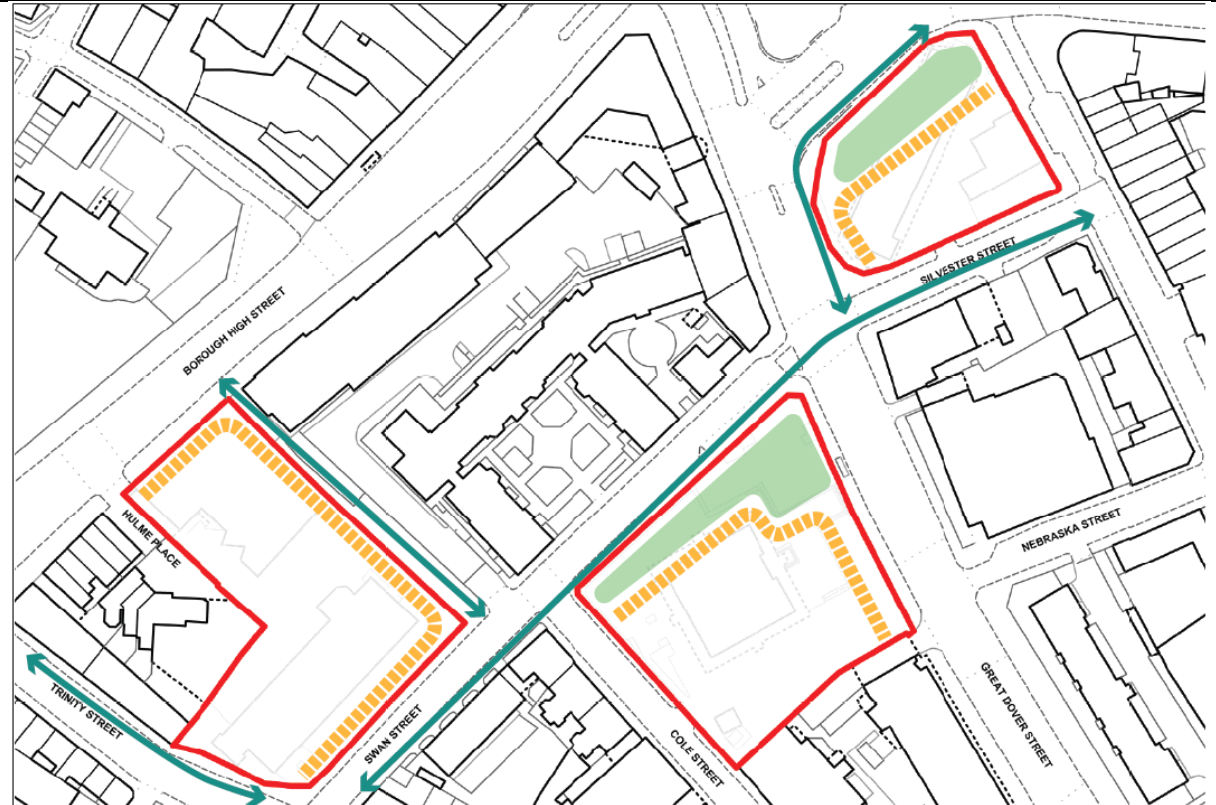 BOROUGH HIGH STREET
SILVESTER STREET
HULME PLACE
NEBRASKA STREET
TRINITY STREET
SWAN STREET
COLE STREET
GREAT DOVER STREET